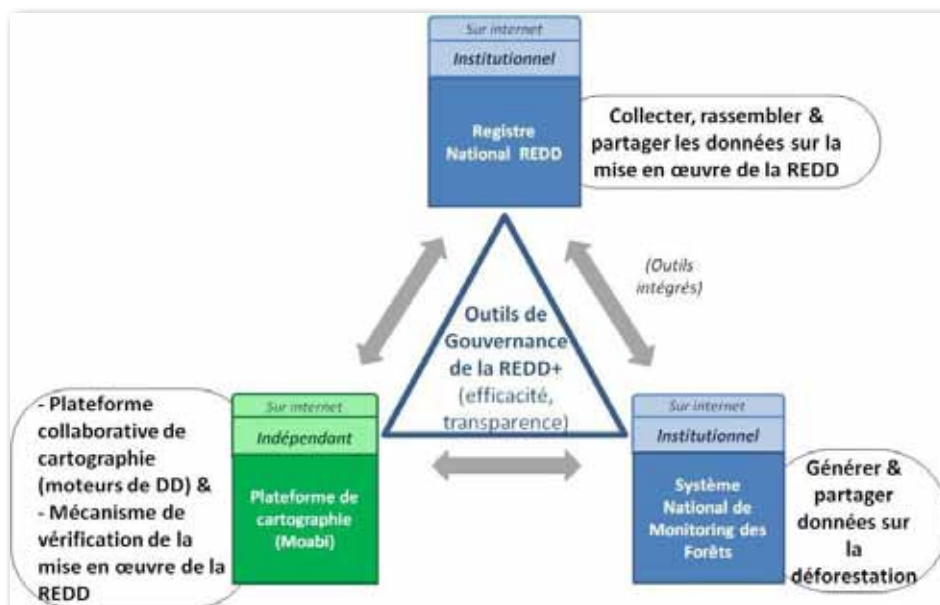 Sur internet
Institutionnel
Registre
National REDD
Collecter, rassembler &
partager les données sur la
mise en œuvre de la REDD
(Outils
intégrés)
Outils de
Gouvernance
de la REDD+
(efficacité,
transparence)
- Plateforme
collaborative de
cartographie
(moteurs de DD) &
- Mécanisme de
vérification de la
mise en œuvre de la
REDD
Sur internet
Indépendant
Plateforme de
cartographie
(Moabi)
Sur internet
Institutionnel
Système
National de
Monitoring des
Forêts
Générer &
partager
données sur
la
déforestation